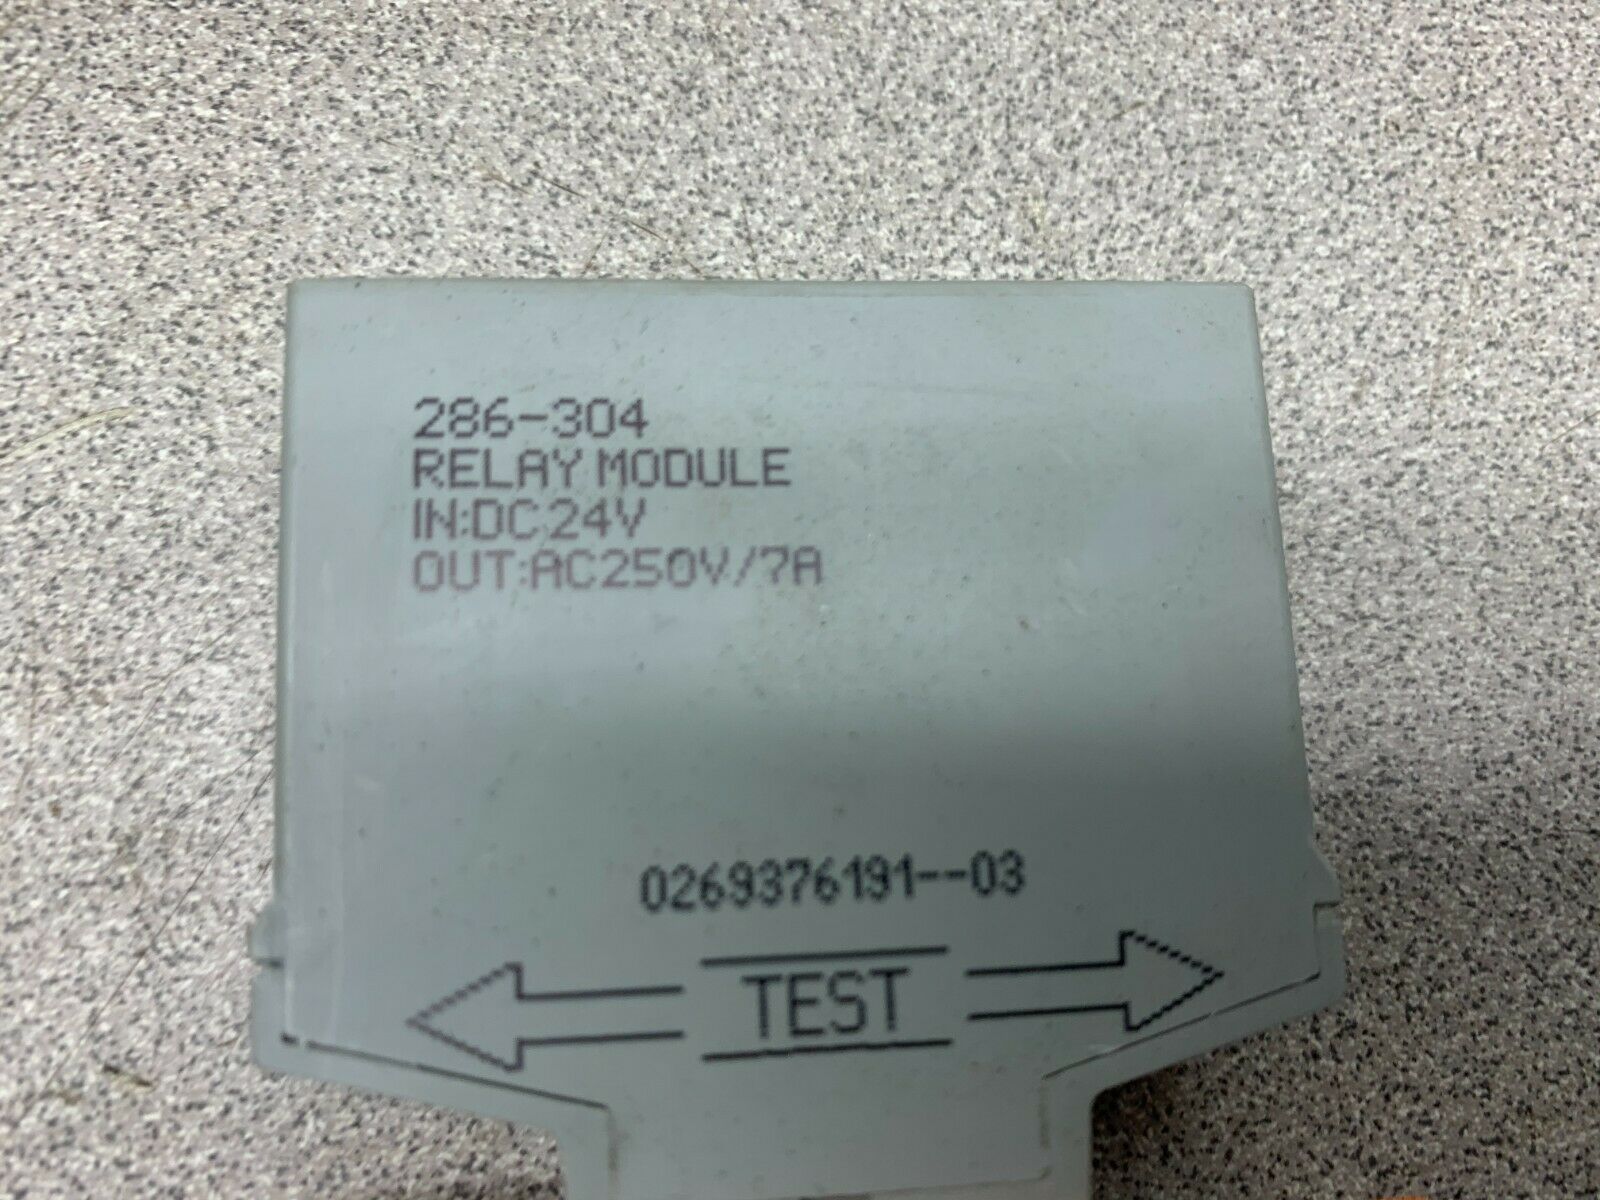 286-304
RELAY MODULE
IN:DC24V
OUT:AC250V/7A
0269376191--03
TEST